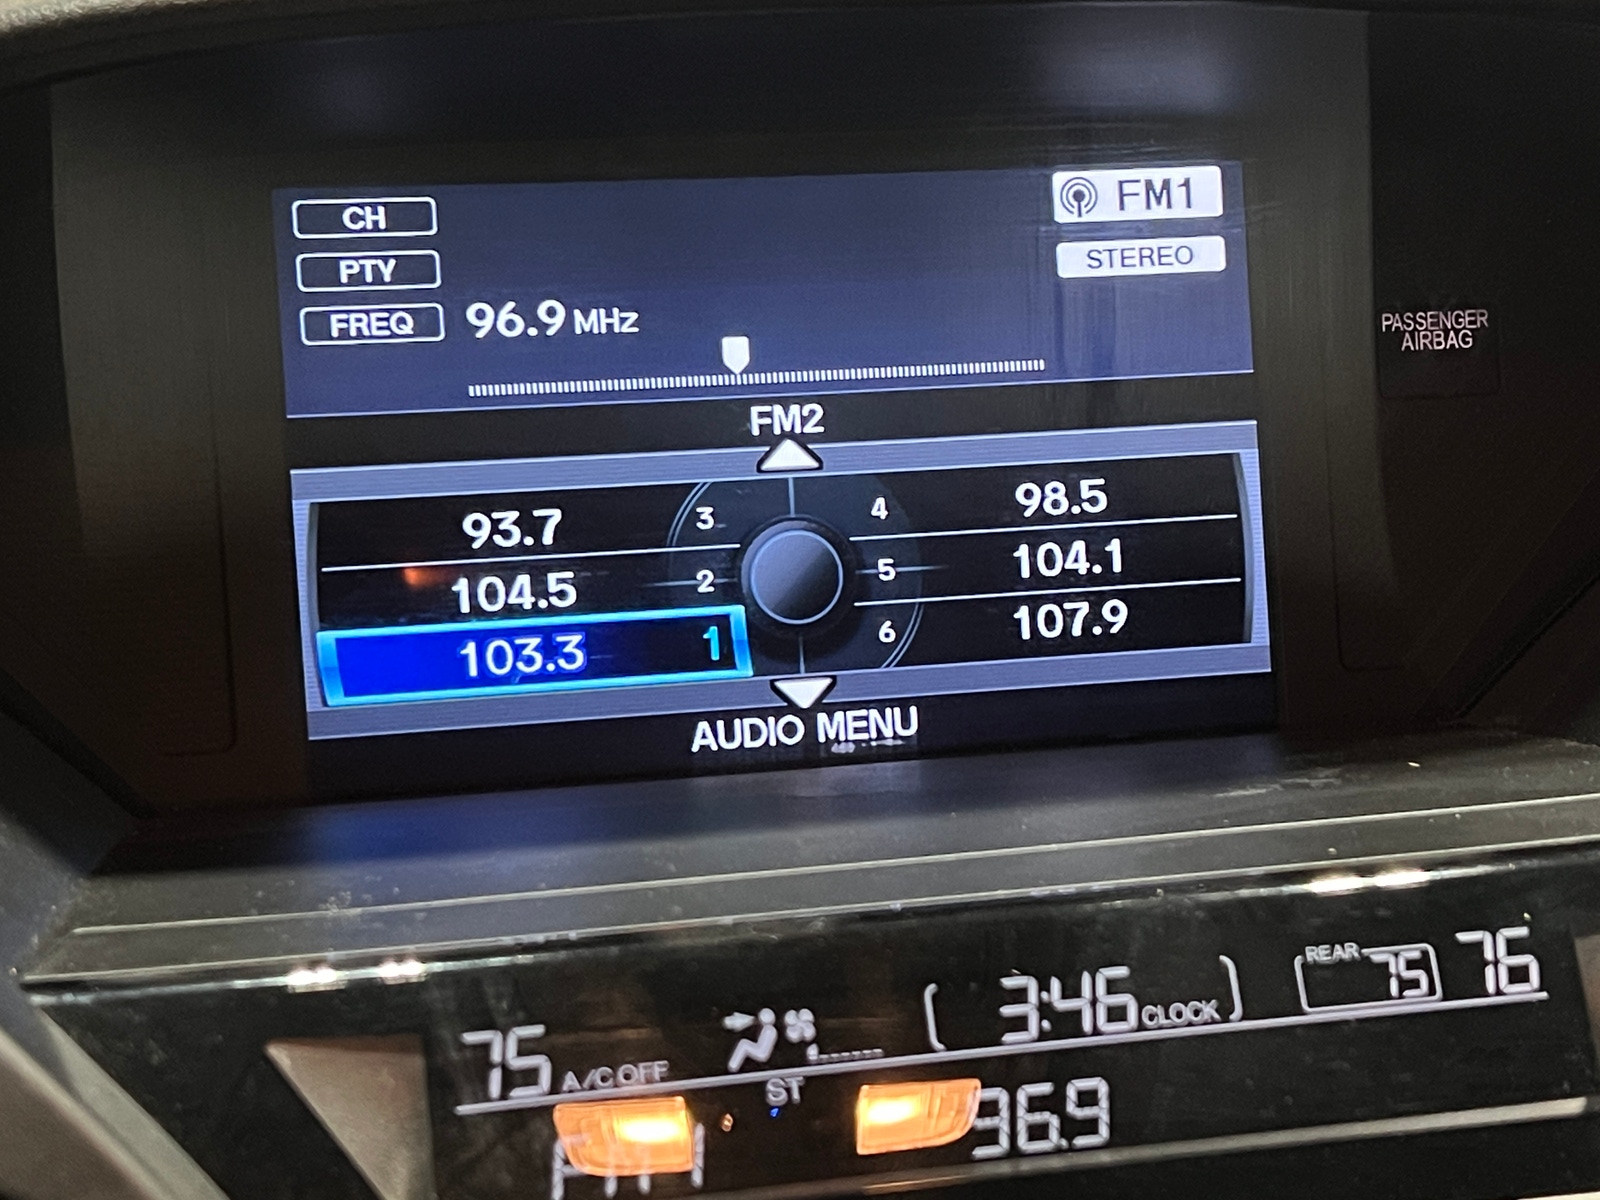 CH
FM1
PTY
STEREO
FREQ 96.9 MHz
PASSENGER
AIRBAG
FM2
93.7 3 4 98.5
104.5 2 5 104.1
103.3 1 6 107.9
AUDIO MENU
75 A/C OFF 3:46 CLOCK REAR 75 76
ST
96.9